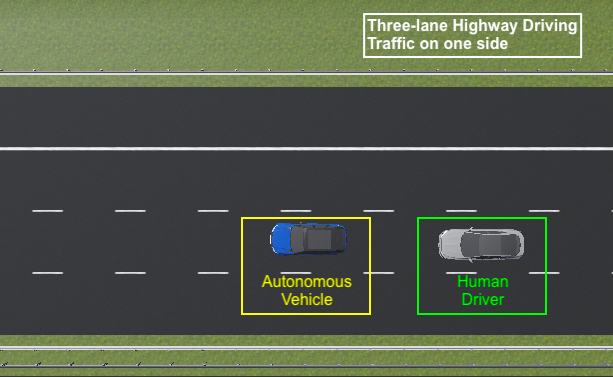 Three-lane Highway Driving
Traffic on one side
Autonomous
Vehicle
Human
Driver